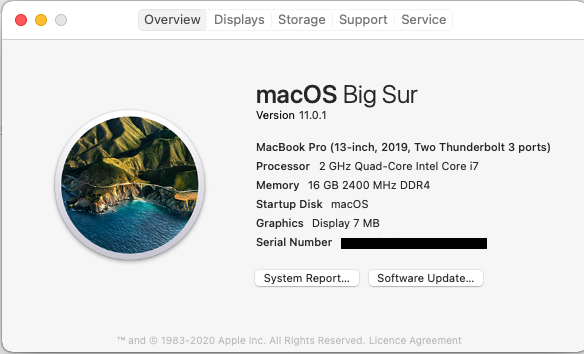 Overview Displays Storage Support Service
macOS Big Sur
Version 11.0.1
MacBook Pro (13-inch, 2019, Two Thunderbolt 3 ports)
Processor 2 GHz Quad-Core Intel Core i7
Memory 16 GB 2400 MHz DDR4
Startup Disk macOS
Graphics Display 7 MB
Serial Number
System Report... Software Update...
™ and © 1983-2020 Apple Inc. All Rights Reserved. Licence Agreement